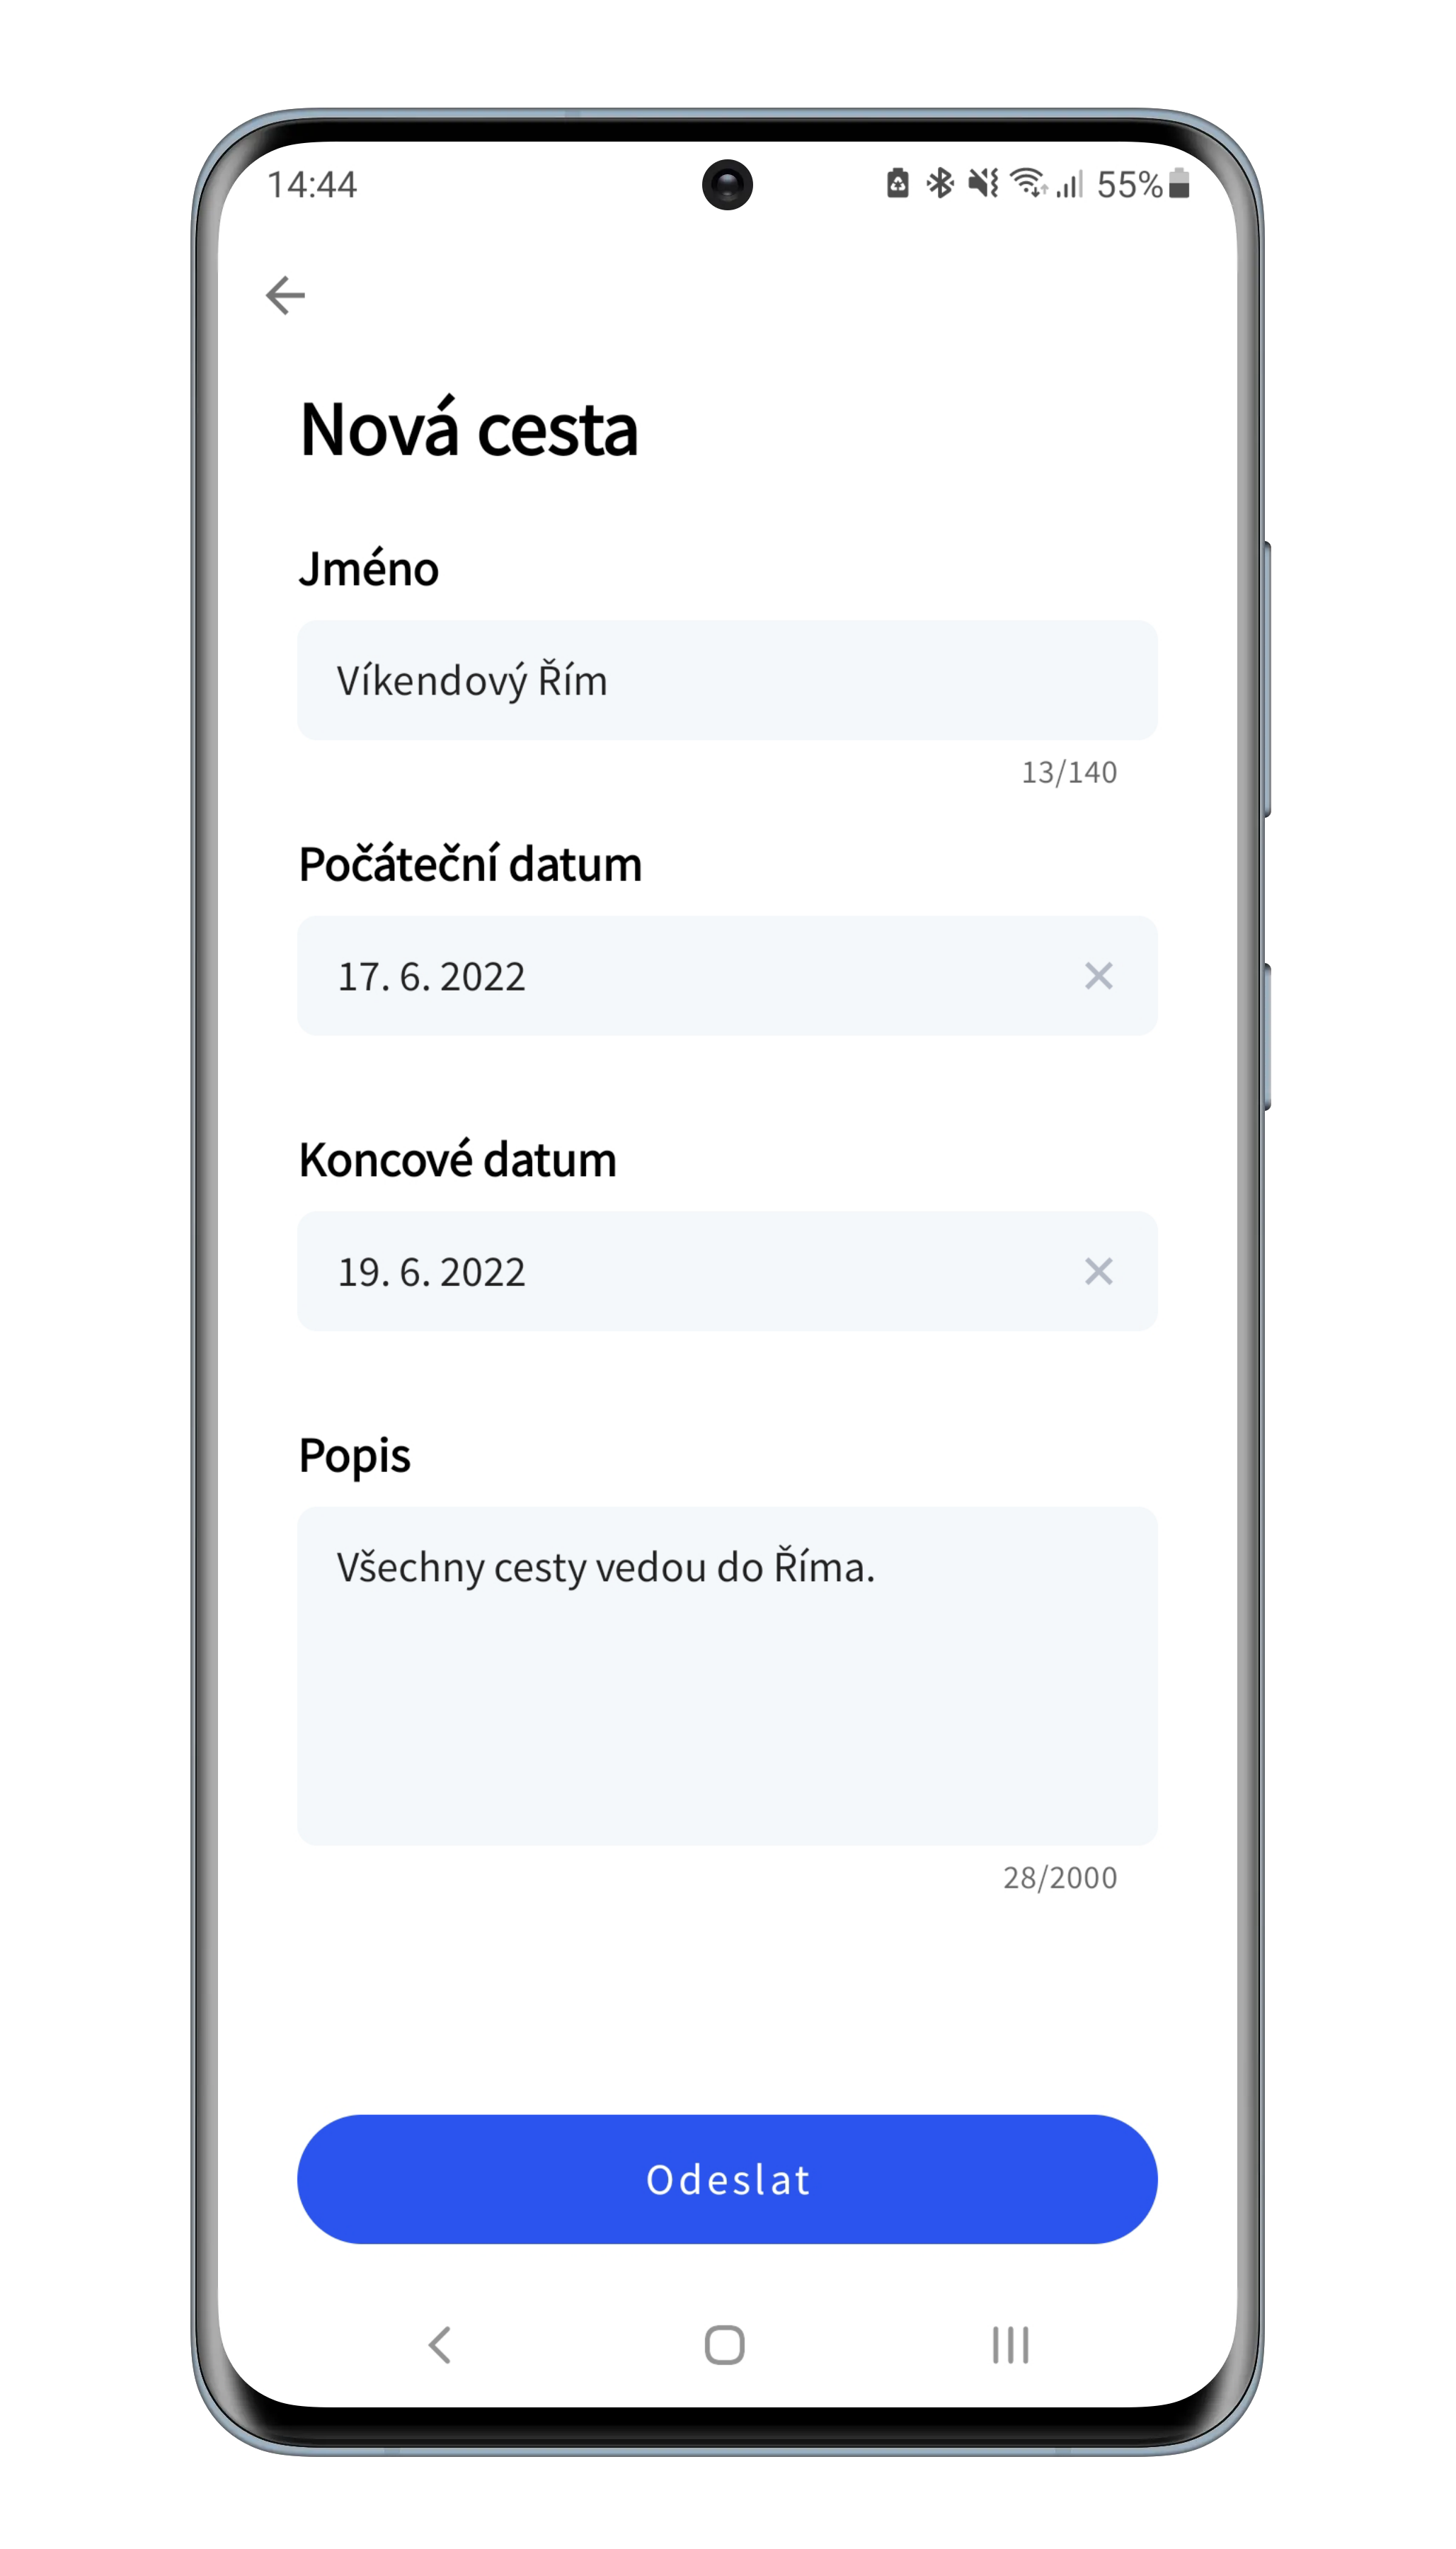 14:44
55%
Nová cesta
Jméno
Víkendový Řím
13/140
Počáteční datum
17. 6. 2022
Koncové datum
19. 6. 2022
Popis
Všechny cesty vedou do Říma.
28/2000
Odeslat